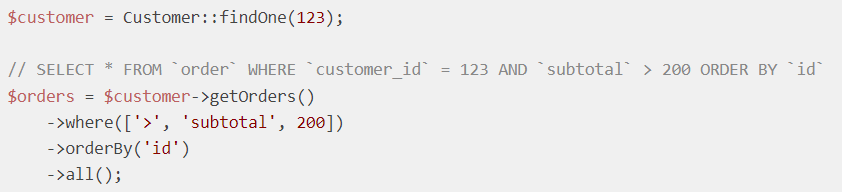 $customer = Customer::findOne(123);
// SELECT * FROM `order` WHERE `customer_id` = 123 AND `subtotal` > 200 ORDER BY `id`
$orders = $customer->getOrders()
    ->where(['>', 'subtotal', 200])
    ->orderBy('id')
    ->all();